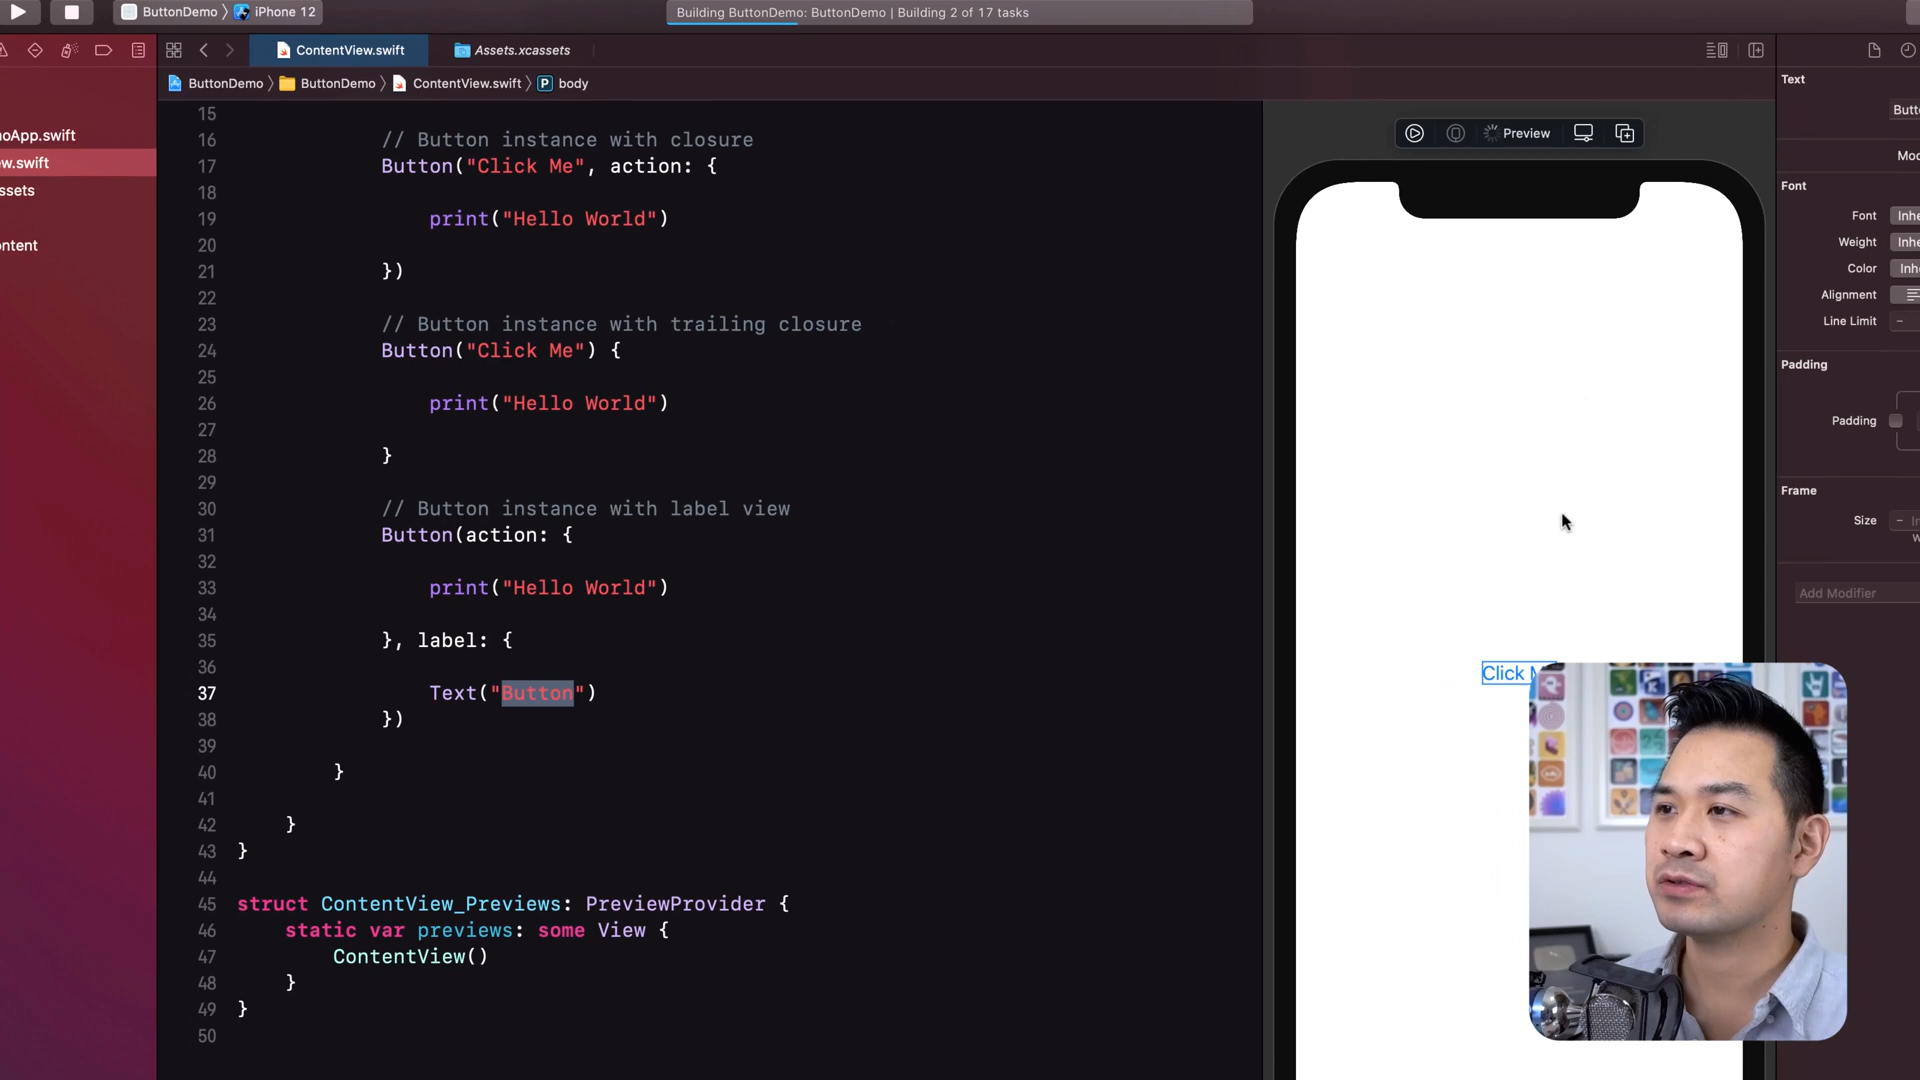 ButtonDemo iPhone 12
Building ButtonDemo: ButtonDemo | Building 2 of 17 tasks
ContentView.swift
Assets.xcassets
ButtonDemo
ButtonDemo
ContentView.swift
P body
oApp.swift
w.swift
ssets
ntent
15
16 // Button instance with closure
17 Button("Click Me", action: {
18
19 print("Hello World")
20
21 })
22
23 // Button instance with trailing closure
24 Button("Click Me") {
25
26 print("Hello World")
27
28 }
29
30 // Button instance with label view
31 Button(action: {
32
33 print("Hello World")
34
35 }, label: {
36
37 Text("Button")
38 })
39
40 }
41
42 }
43 }
44
45 struct ContentView_Previews: PreviewProvider {
46 static var previews: some View {
47 ContentView()
48 }
49 }
50
Preview
Click
Text
Butto
Moc
Font
Font Inhe
Weight Inhe
Color Inh
Alignment
Line Limit –
Padding
Padding
Frame
Size – In
w
Add Modifier